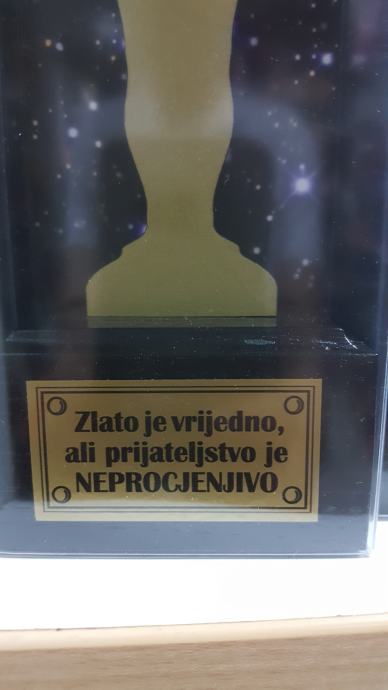 Zlato je vrijedno,
ali prijateljstvo je
NEPROCJENJIVO